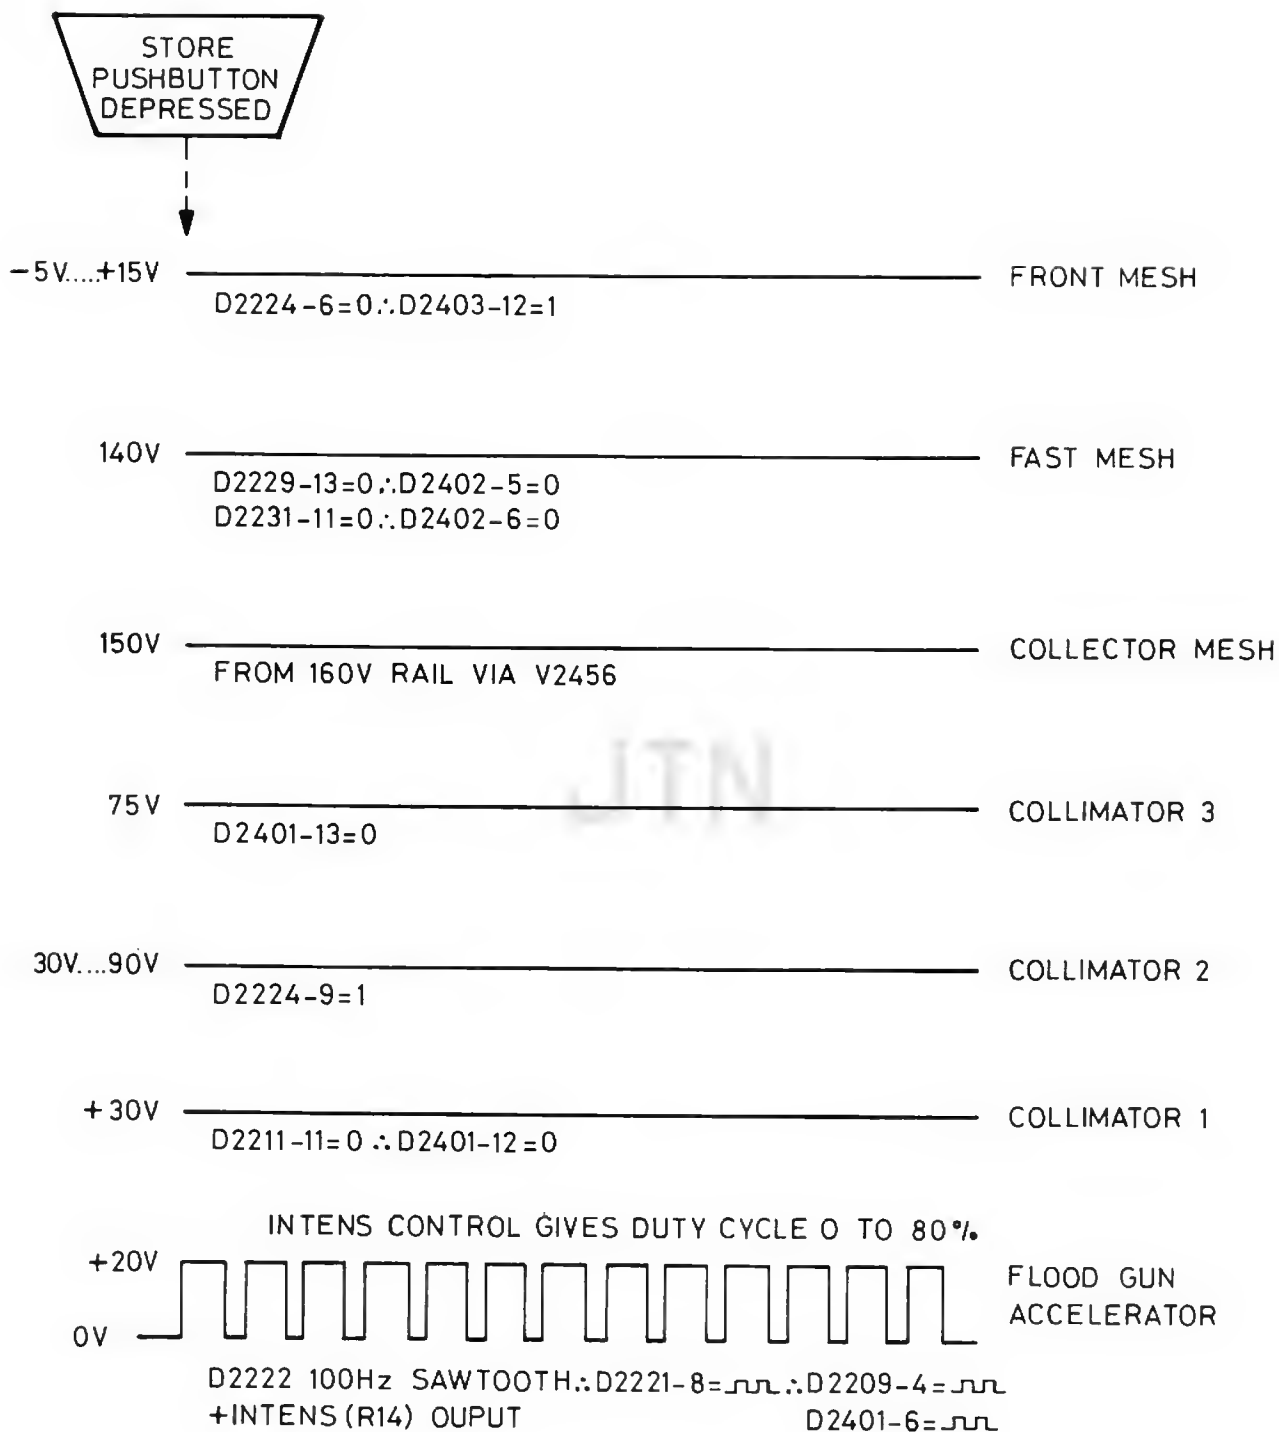 STORE
PUSHBUTTON
DEPRESSED
-5V.....+15V FRONT MESH
D2224-6=0∴D2403-12=1
140V FAST MESH
D2229-13=0∴D2402-5=0
D2231-11=0∴D2402-6=0
150V COLLECTOR MESH
FROM 160V RAIL VIA V2456
JTN
75V COLLIMATOR 3
D2401-13=0
30V....90V COLLIMATOR 2
D2224-9=1
+30V COLLIMATOR 1
D2211-11=0∴D2401-12=0
INTENS CONTROL GIVES DUTY CYCLE 0 TO 80%
+20V FLOOD GUN
ACCELERATOR
0V
D2222 100Hz SAWTOOTH∴D2221-8= ∴D2209-4=
+INTENS(R14) OUPUT D2401-6=